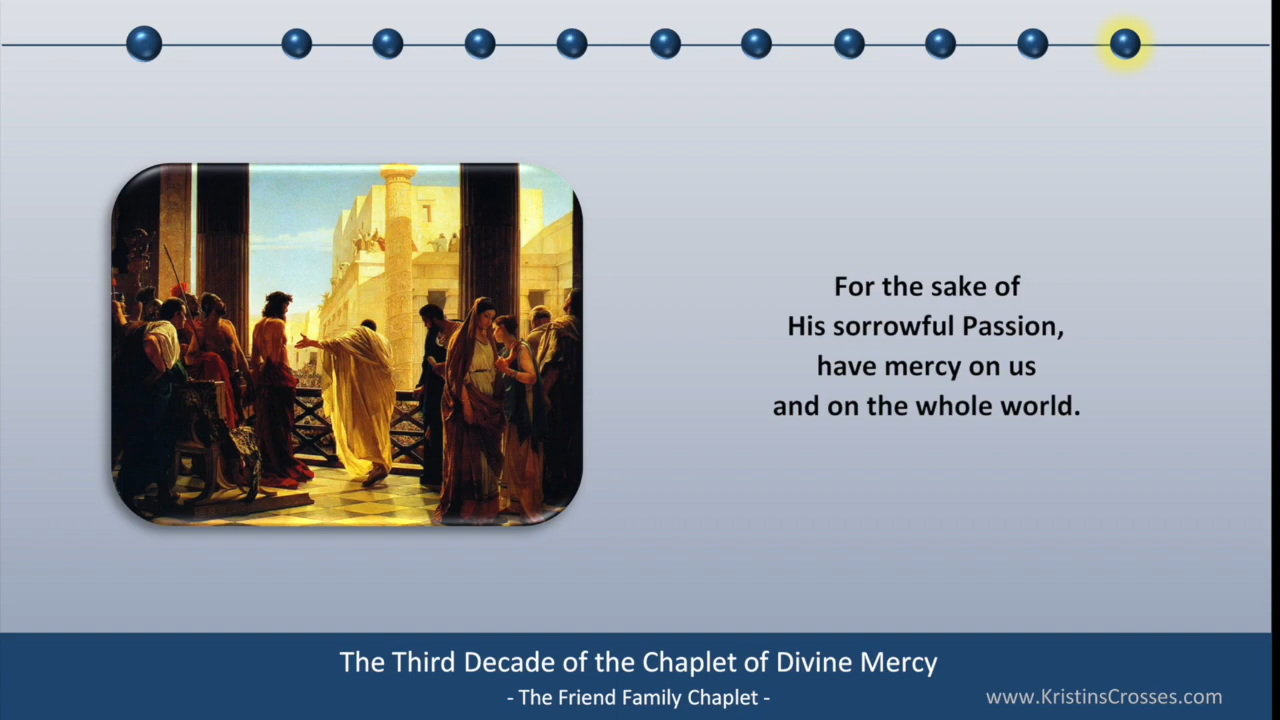 For the sake of
His sorrowful Passion,
have mercy on us
and on the whole world.
The Third Decade of the Chaplet of Divine Mercy
- The Friend Family Chaplet -
www.KristinsCrosses.com